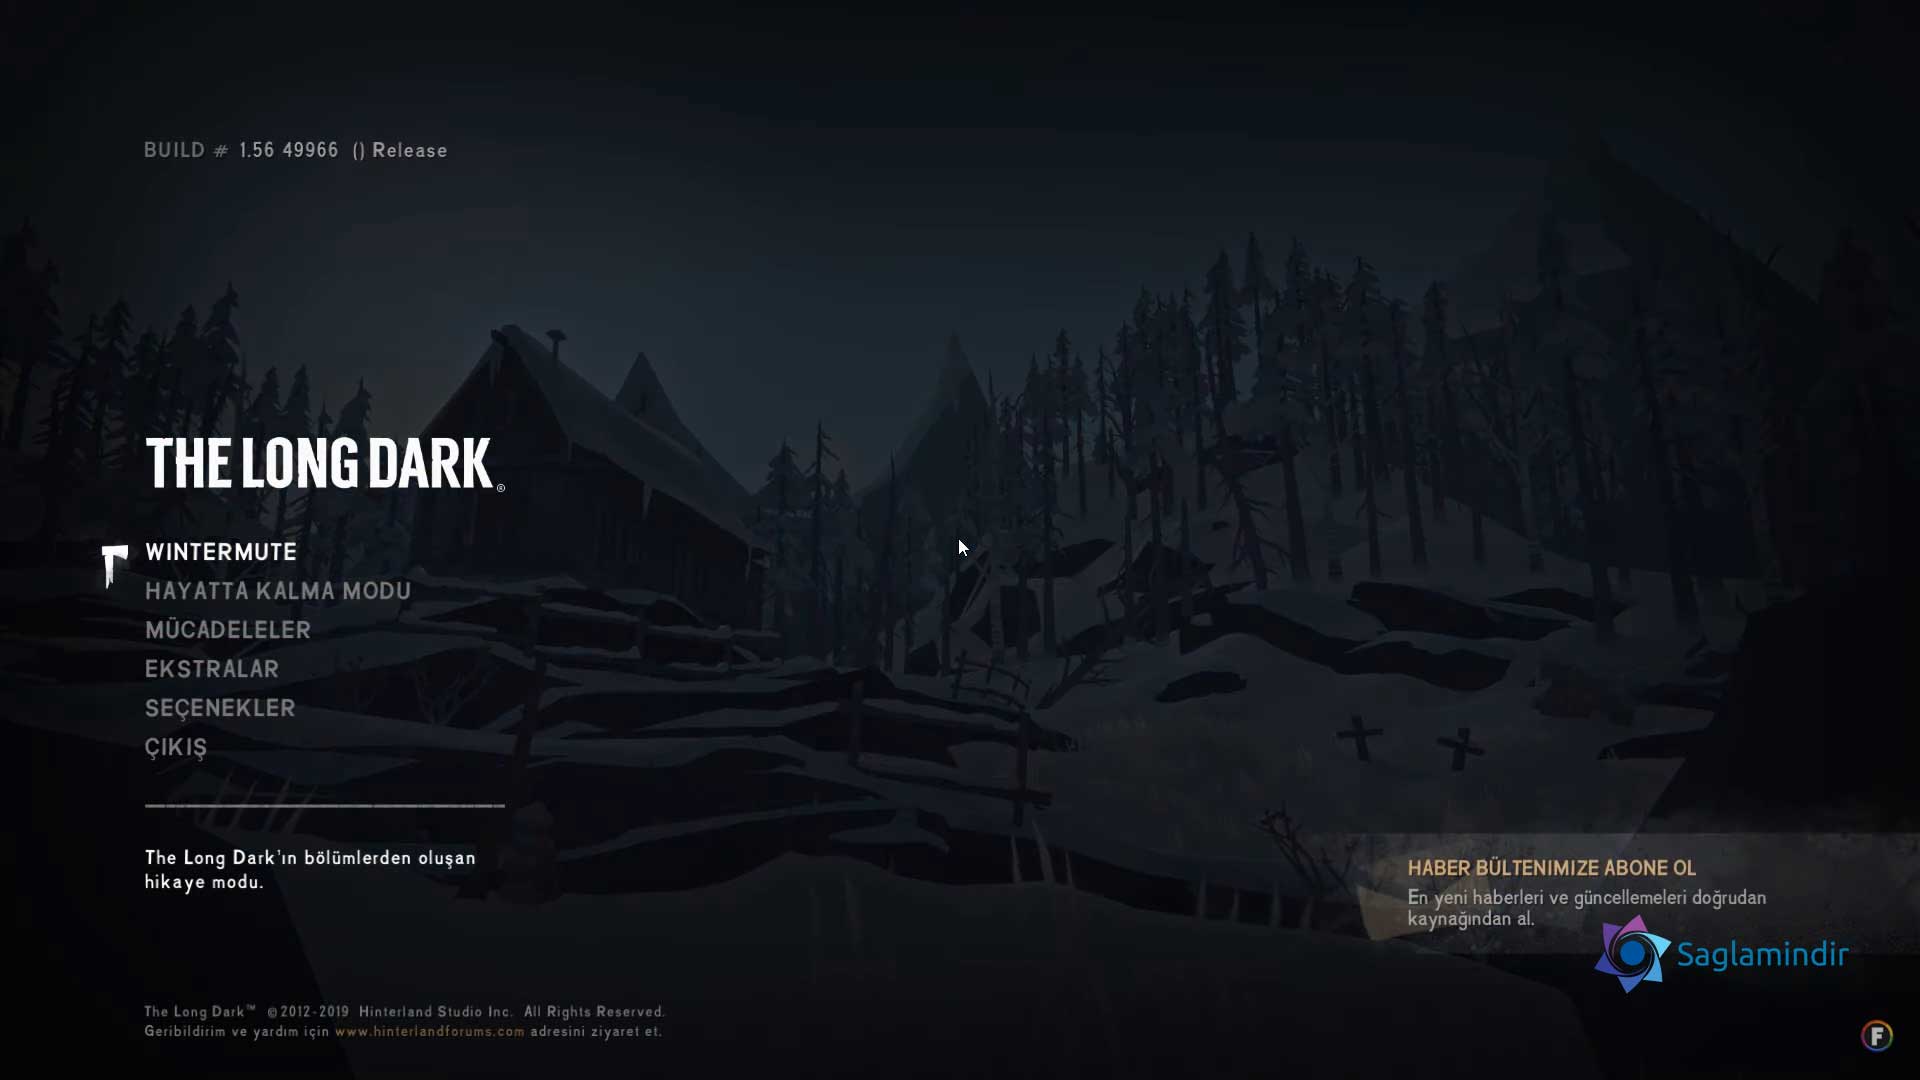 BUILD # 1.56 49966 () Release
THE LONG DARK®
WINTERMUTE
HAYATTA KALMA MODU
MÜCADELELER
EKSTRALAR
SEÇENEKLER
ÇIKIŞ
The Long Dark'ın bölümlerden oluşan
hikaye modu.
HABER BÜLTENIMIZE ABONE OL
En yeni haberleri ve güncellemeleri doğrudan
kaynağından al.
Saglamindir
The Long Dark™ ©2012-2019 Hinterland Studio Inc. All Rights Reserved.
Geribildirim ve yardım için www.hinterlandforums.com adresini ziyaret et.
F